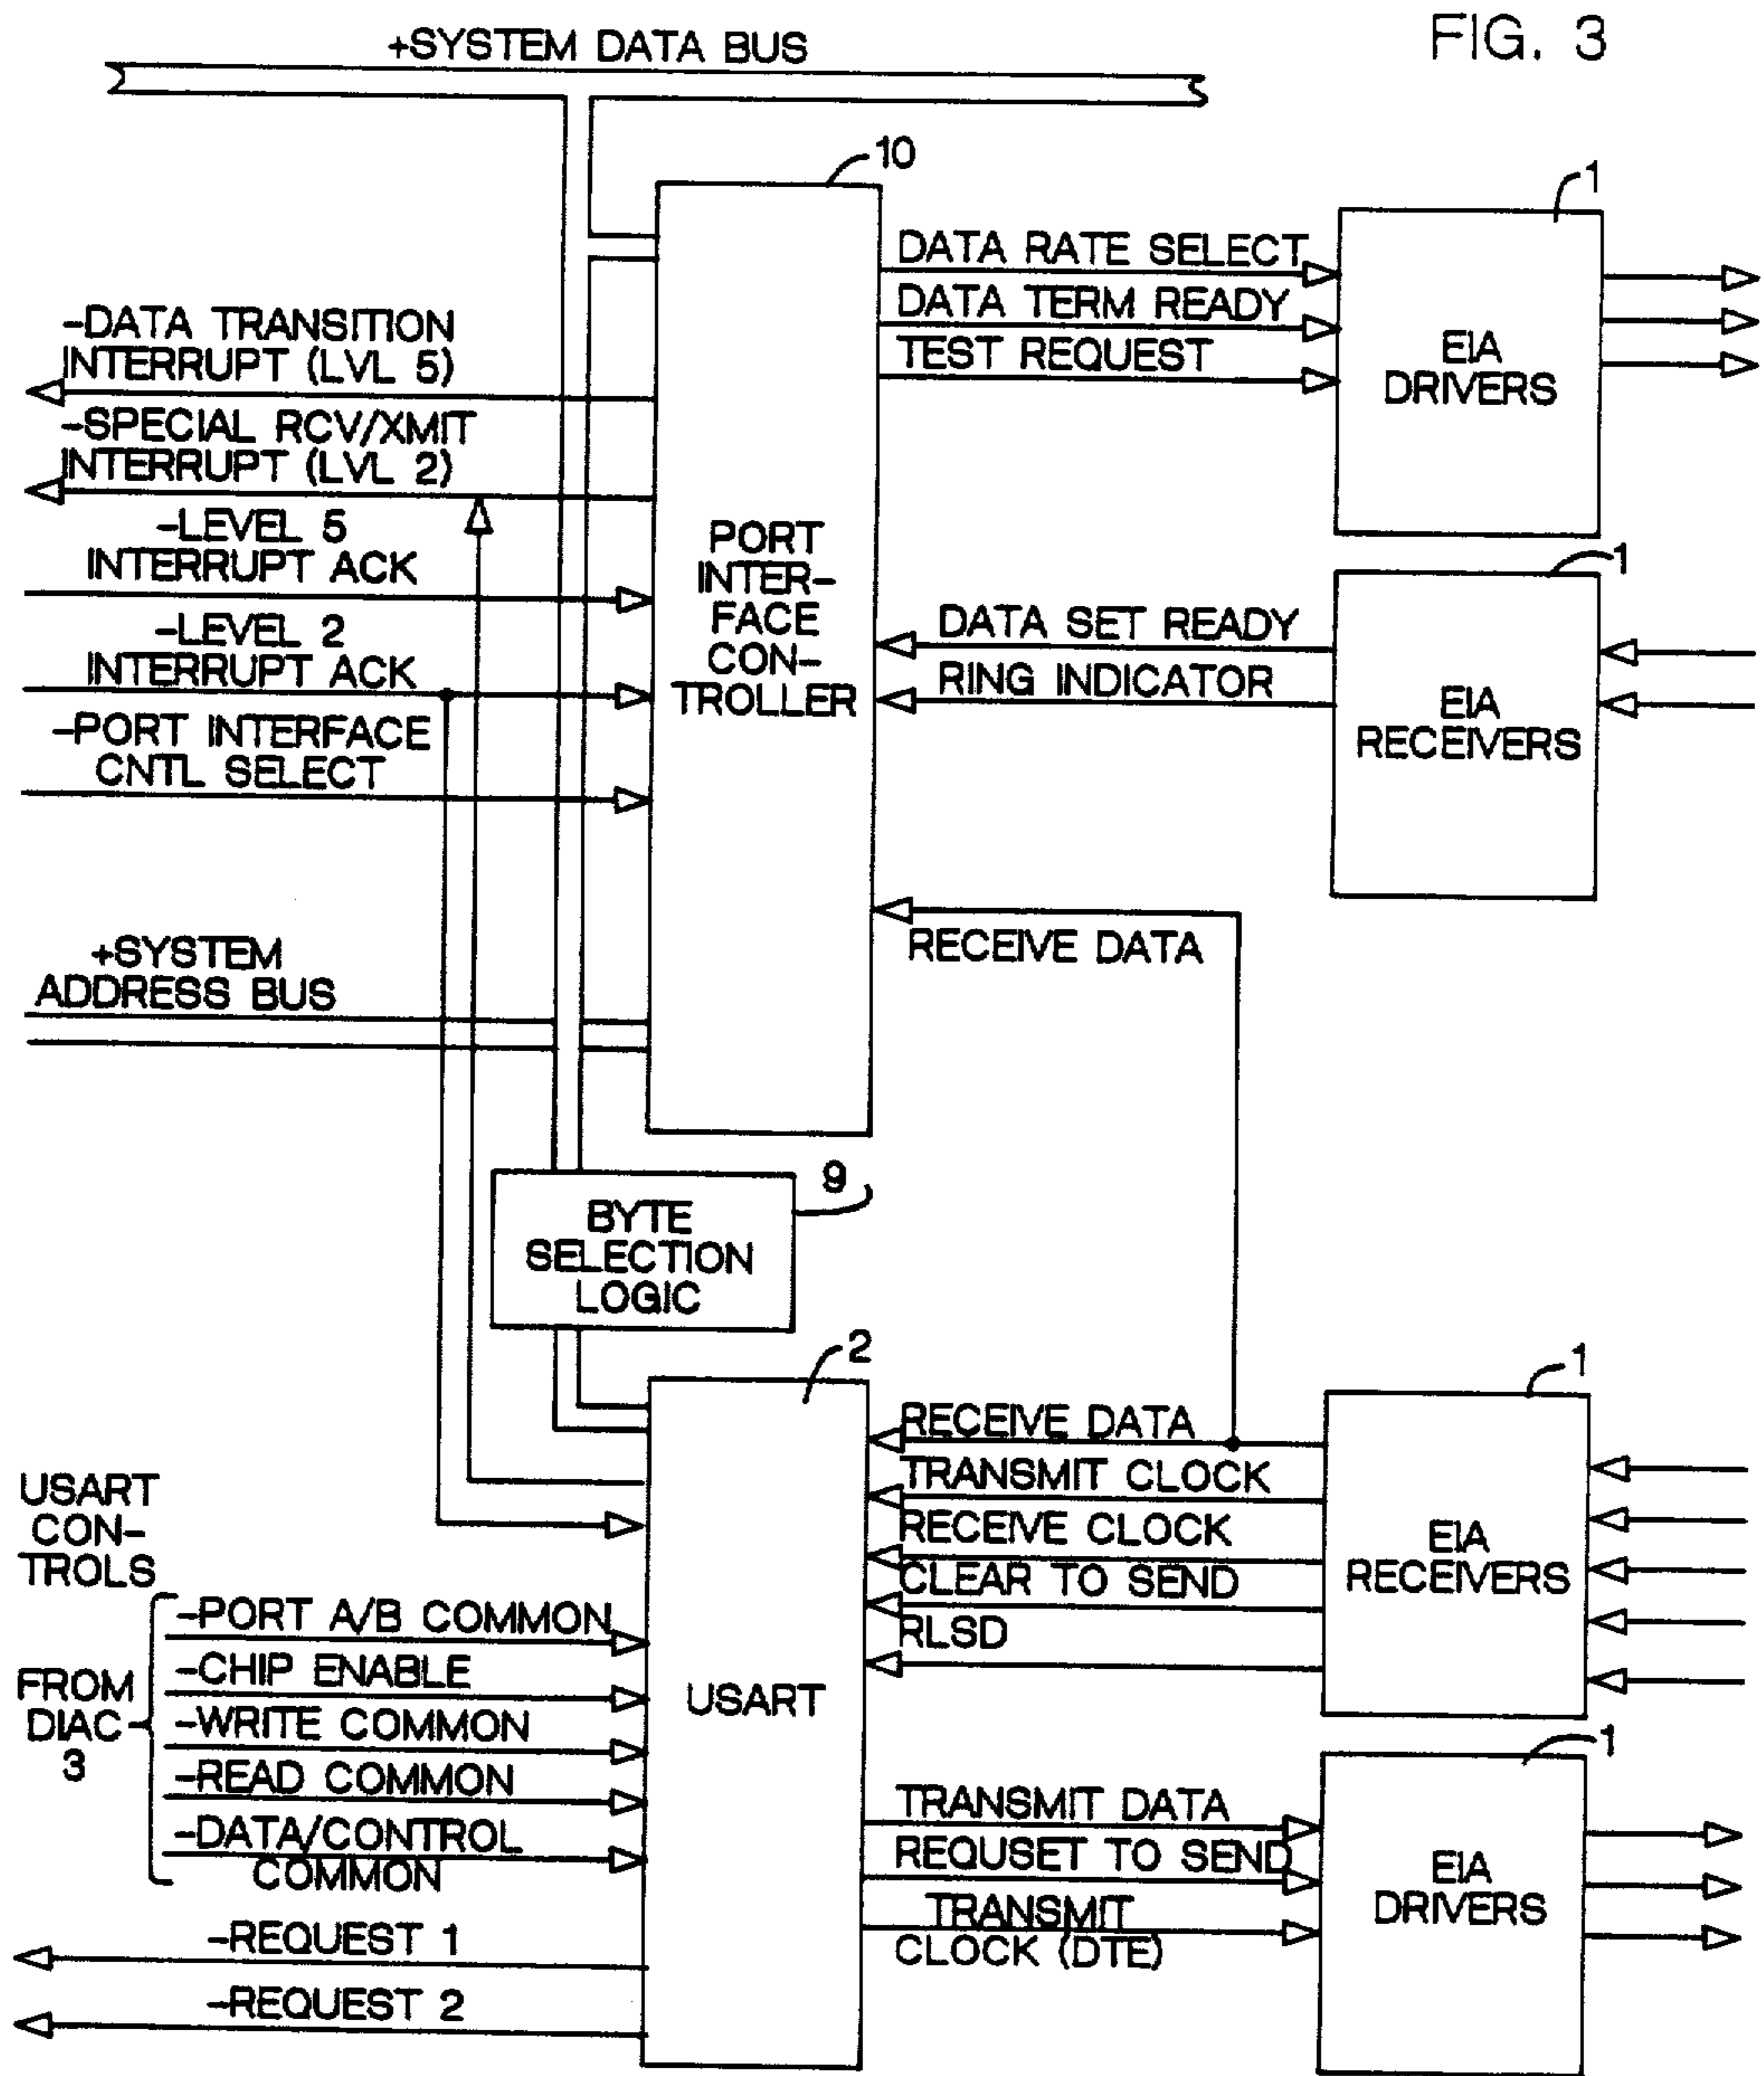 FIG. 3
+SYSTEM DATA BUS
10
1
DATA RATE SELECT
DATA TERM READY
TEST REQUEST
EIA
DRIVERS
-DATA TRANSITION
INTERRUPT (LVL 5)
-SPECIAL RCV/XMIT
INTERRUPT (LVL 2)
-LEVEL 5
INTERRUPT ACK
-LEVEL 2
INTERRUPT ACK
-PORT INTERFACE
CNTL SELECT
PORT
INTER-
FACE
CON-
TROLLER
1
DATA SET READY
RING INDICATOR
EIA
RECEIVERS
RECEIVE DATA
+SYSTEM
ADDRESS BUS
9
BYTE
SELECTION
LOGIC
2
1
RECEIVE DATA
TRANSMIT CLOCK
RECEIVE CLOCK
CLEAR TO SEND
RLSD
EIA
RECEIVERS
USART
CON-
TROLS
FROM
DIAC
3
-PORT A/B COMMON
-CHIP ENABLE
-WRITE COMMON
-READ COMMON
-DATA/CONTROL
COMMON
USART
1
TRANSMIT DATA
REQUSET TO SEND
TRANSMIT
CLOCK (DTE)
EIA
DRIVERS
-REQUEST 1
-REQUEST 2